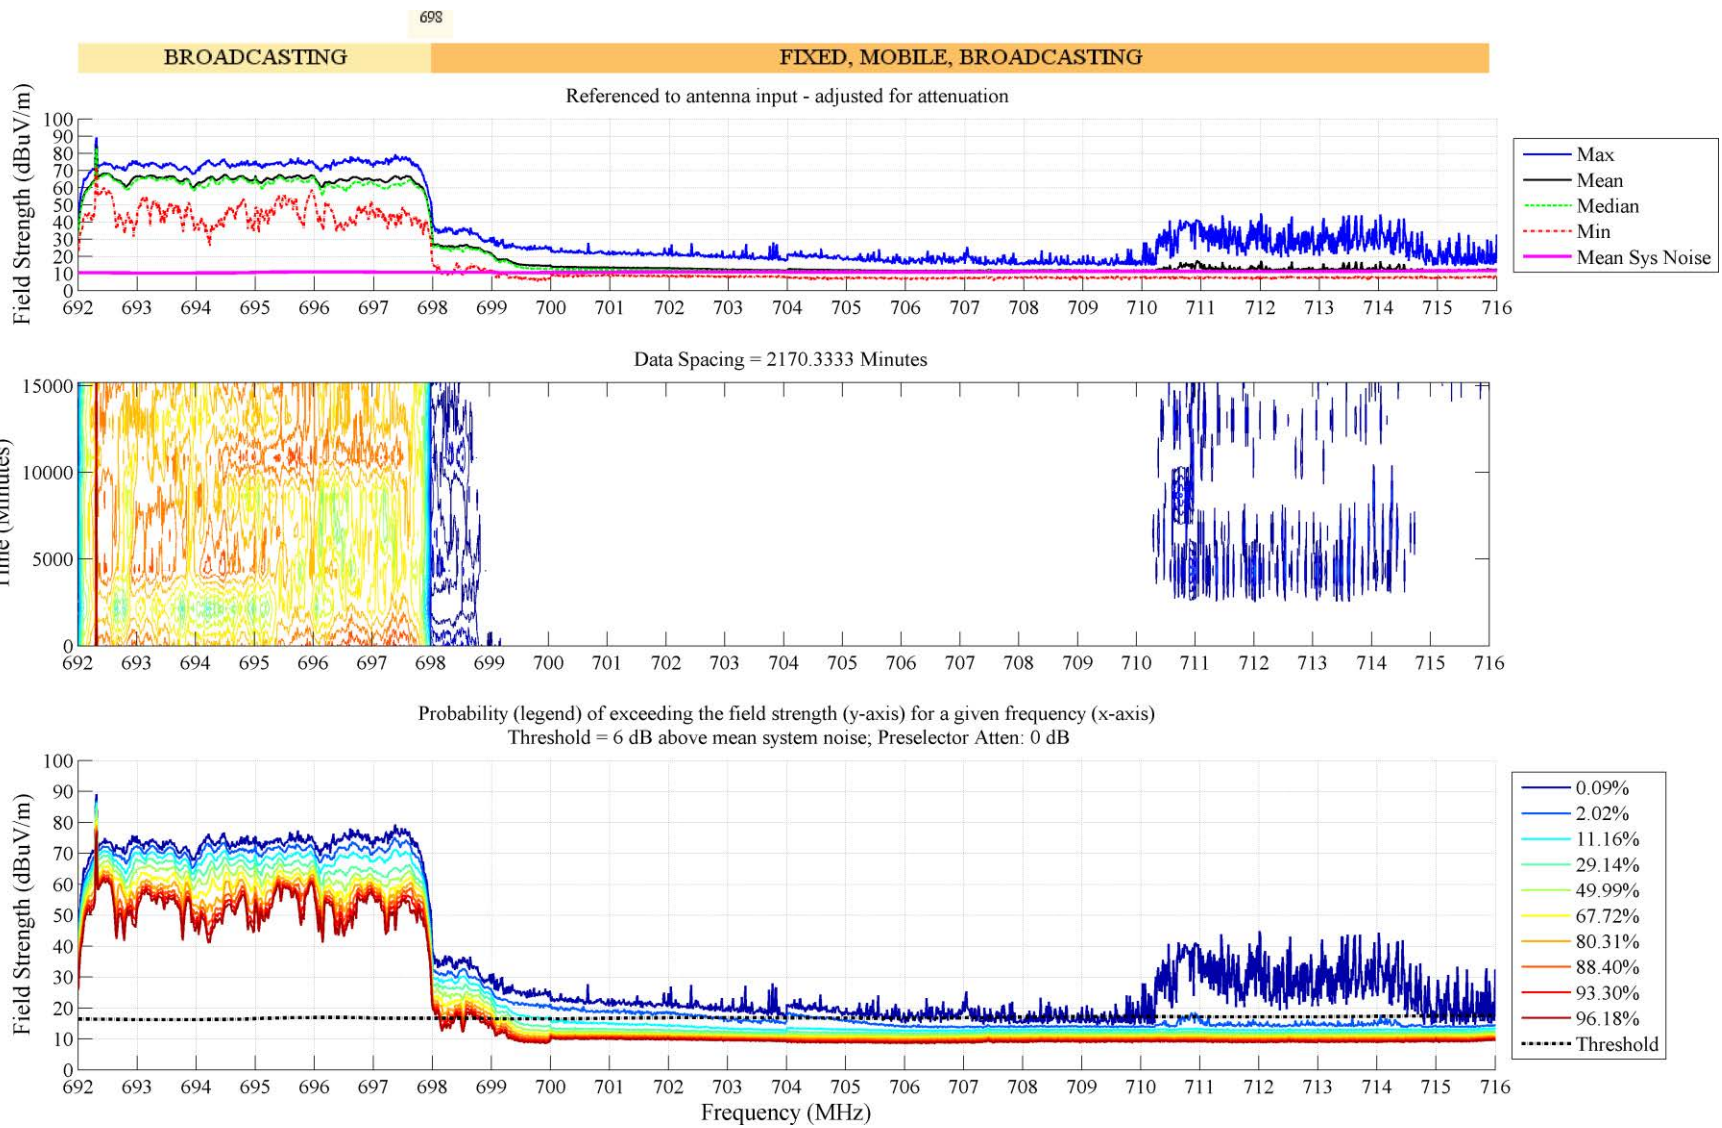 698
BROADCASTING
FIXED, MOBILE, BROADCASTING
Referenced to antenna input - adjusted for attenuation
Field Strength (dBuV/m)
100
90
80
70
60
50
40
30
20
10
0
692 693 694 695 696 697 698 699 700 701 702 703 704 705 706 707 708 709 710 711 712 713 714 715 716
Max
Mean
Median
Min
Mean Sys Noise
Data Spacing = 2170.3333 Minutes
Time (Minutes)
15000
10000
5000
0
692 693 694 695 696 697 698 699 700 701 702 703 704 705 706 707 708 709 710 711 712 713 714 715 716
Probability (legend) of exceeding the field strength (y-axis) for a given frequency (x-axis)
Threshold = 6 dB above mean system noise; Preselector Atten: 0 dB
Field Strength (dBuV/m)
100
90
80
70
60
50
40
30
20
10
0
692 693 694 695 696 697 698 699 700 701 702 703 704 705 706 707 708 709 710 711 712 713 714 715 716
Frequency (MHz)
0.09%
2.02%
11.16%
29.14%
49.99%
67.72%
80.31%
88.40%
93.30%
96.18%
Threshold